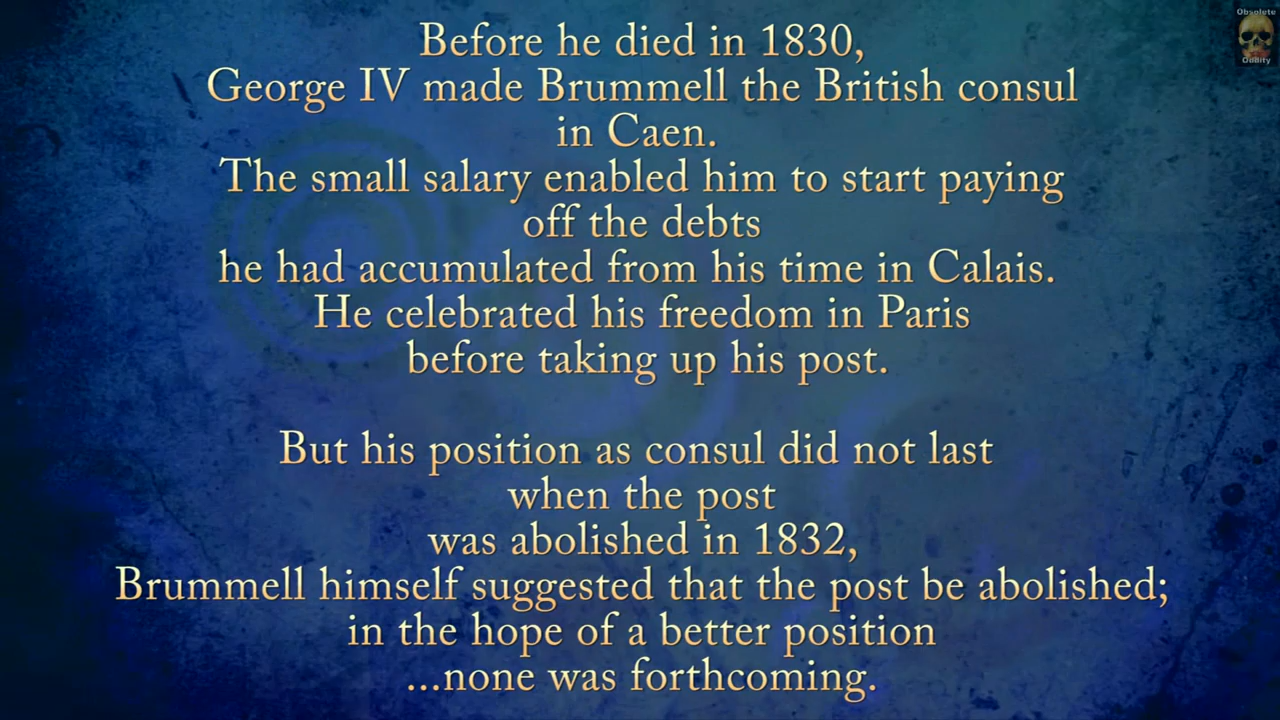 Obsolete
Oddity
Before he died in 1830,
George IV made Brummell the British consul
in Caen.
The small salary enabled him to start paying
off the debts
he had accumulated from his time in Calais.
He celebrated his freedom in Paris
before taking up his post.
But his position as consul did not last
when the post
was abolished in 1832,
Brummell himself suggested that the post be abolished;
in the hope of a better position
...none was forthcoming.